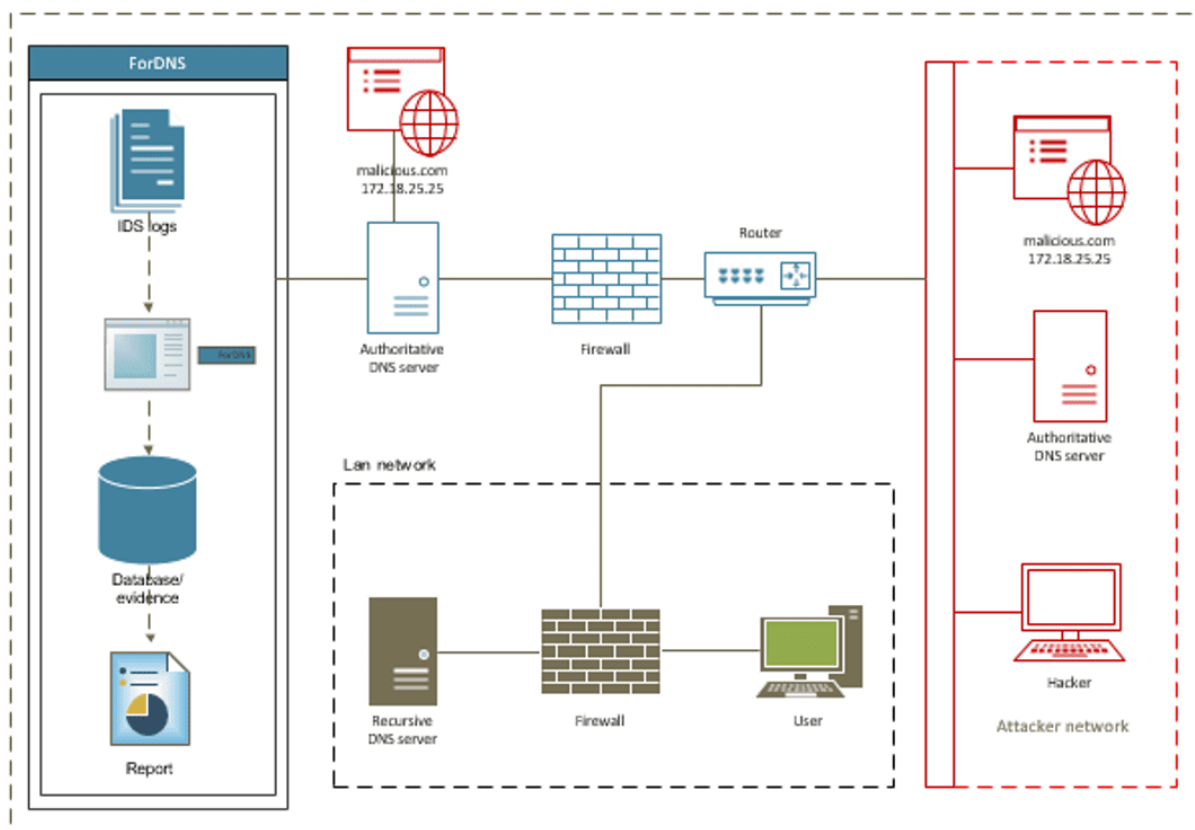 ForDNS
IDS logs
ForDNS
Database/
evidence
Report
malicious.com
172.18.25.25
Authoritative
DNS server
Firewall
Router
Lan network
Recursive
DNS server
Firewall
User
malicious.com
172.18.25.25
Authoritative
DNS server
Hacker
Attacker network